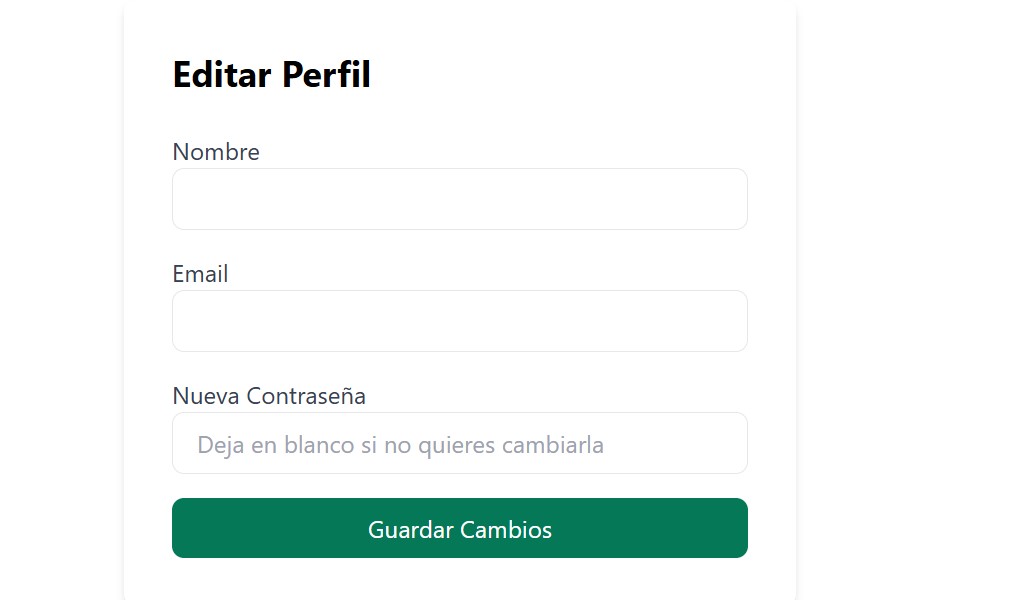 Editar Perfil
Nombre
Email
Nueva Contraseña
Deja en blanco si no quieres cambiarla
Guardar Cambios